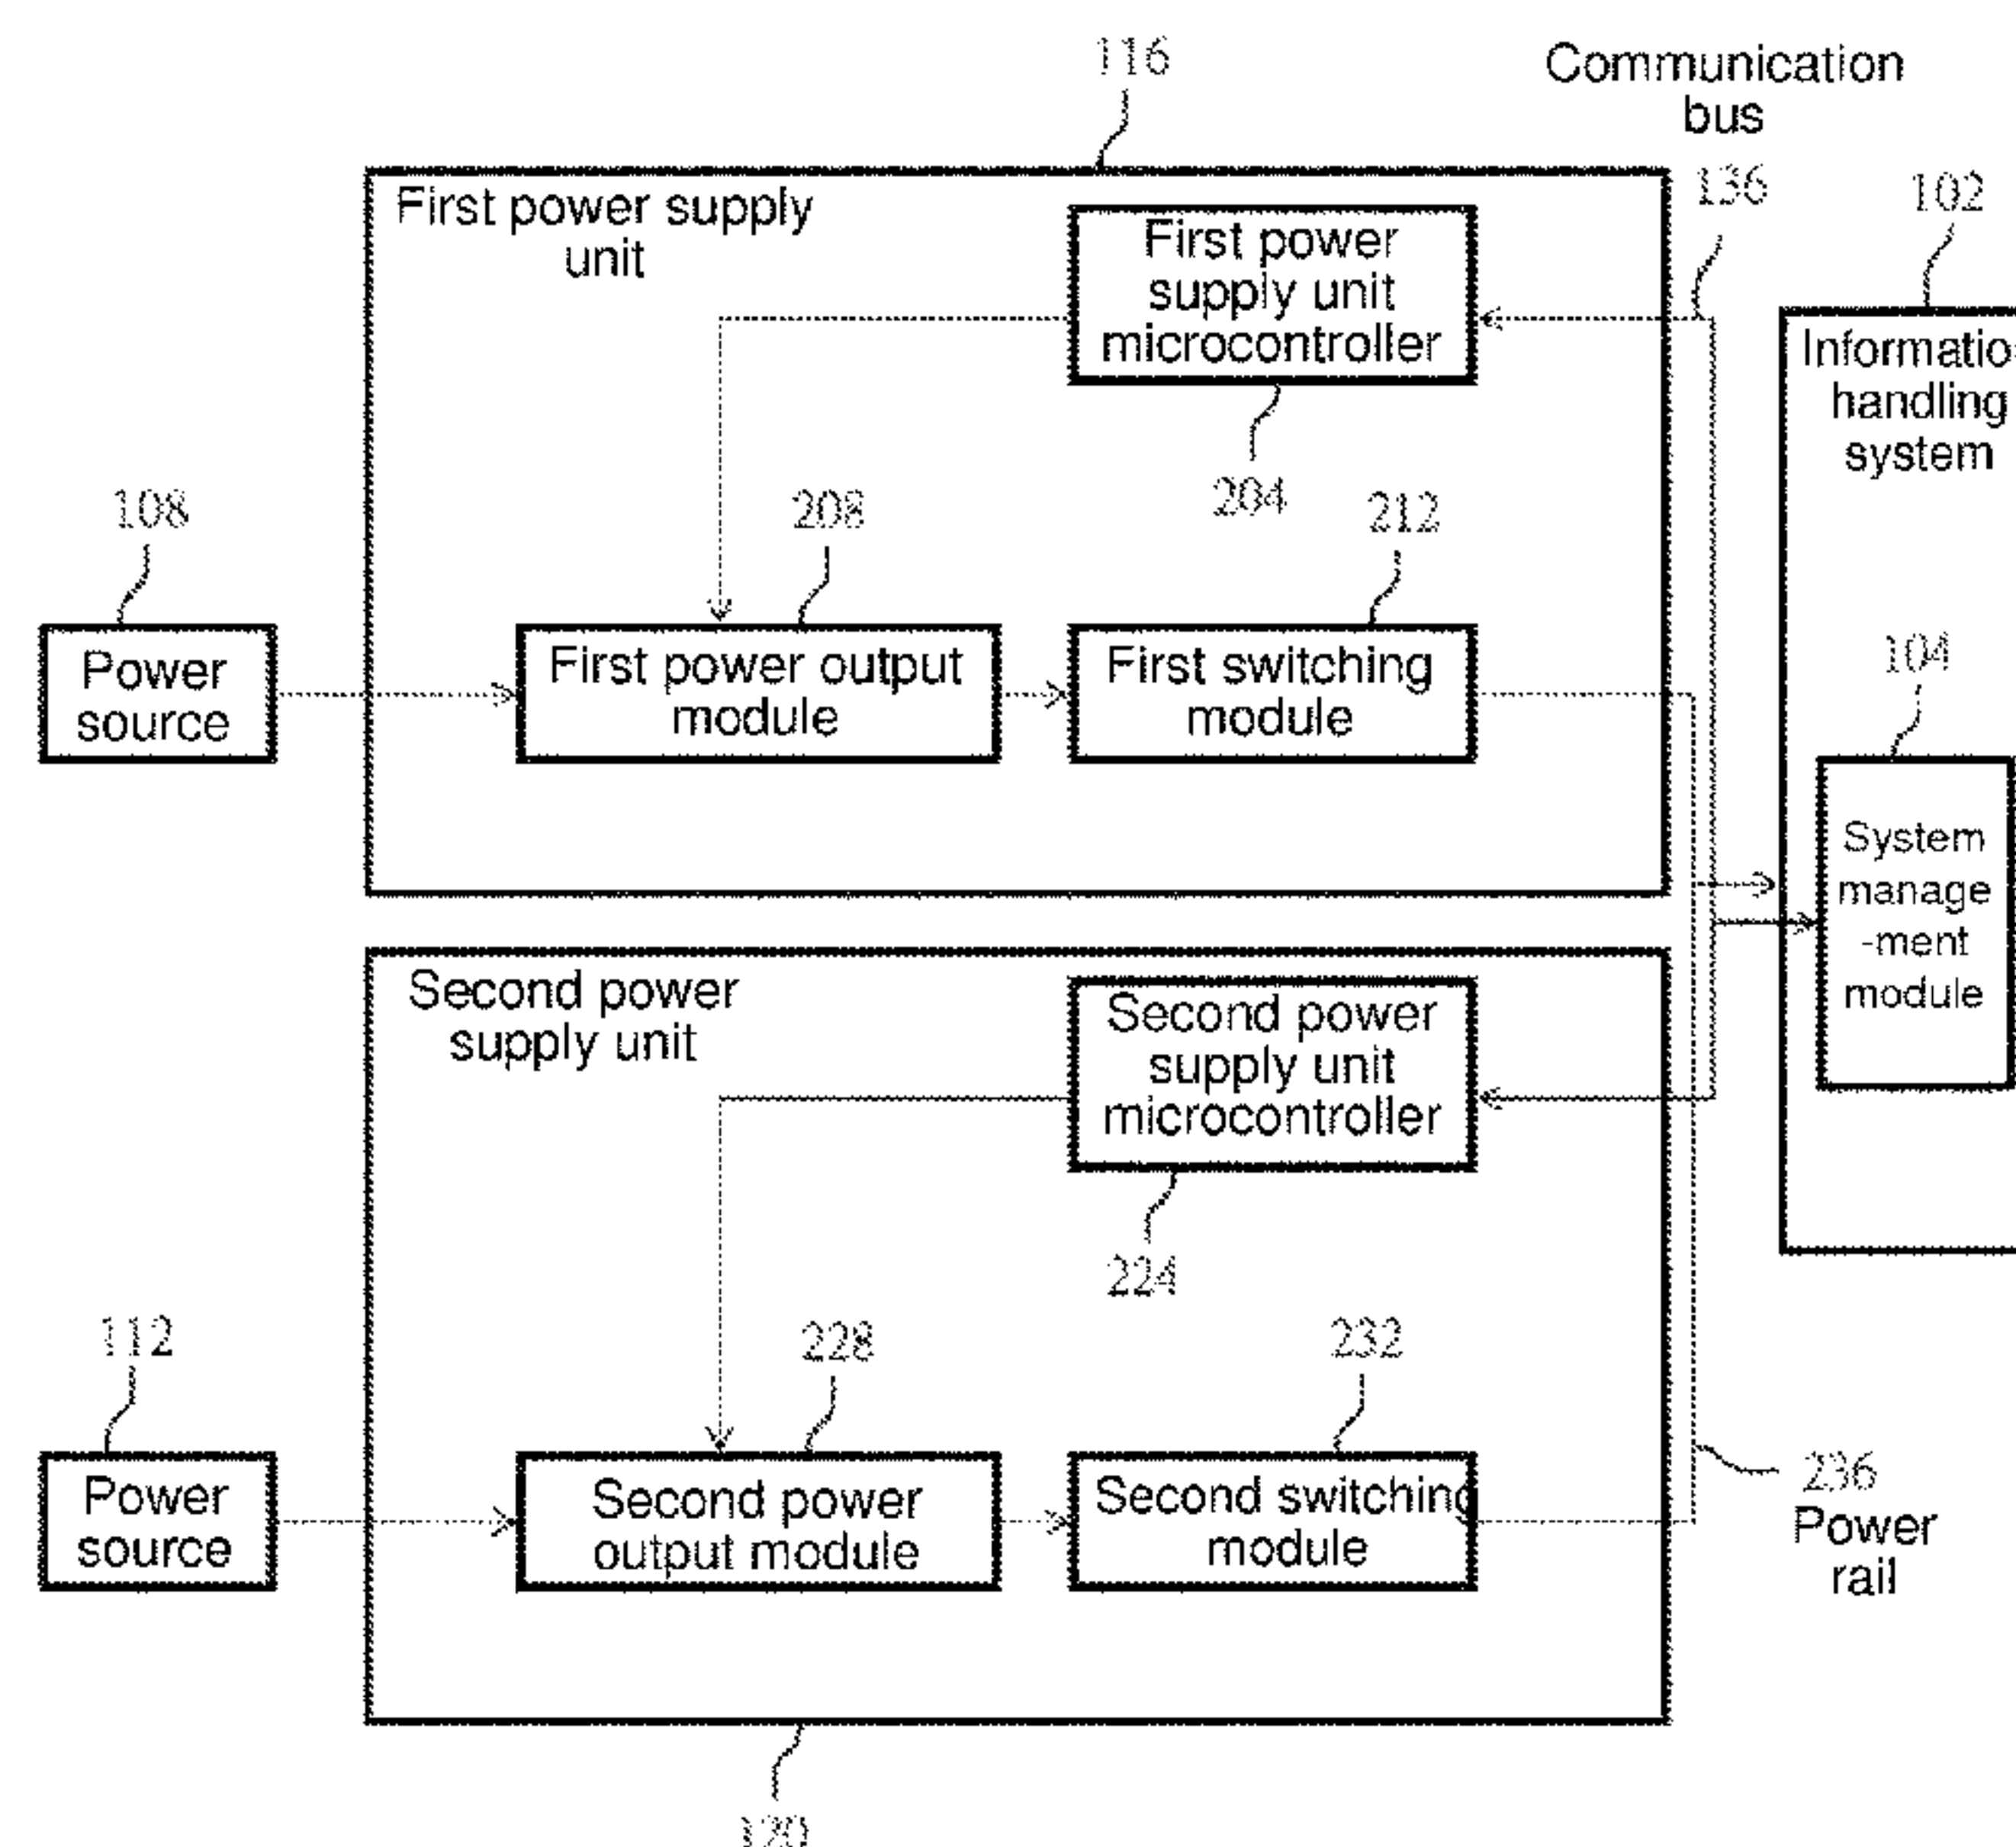 116
Communication
bus
136
102
First power supply
unit
First power
supply unit
microcontroller
204
Informatio
handling
system
108
208
212
104
Power
source
First power output
module
First switching
module
System
manage
-ment
module
Second power
supply unit
Second power
supply unit
microcontroller
224
112
228
232
236
Power
rail
Power
source
Second power
output module
Second switching
module
120